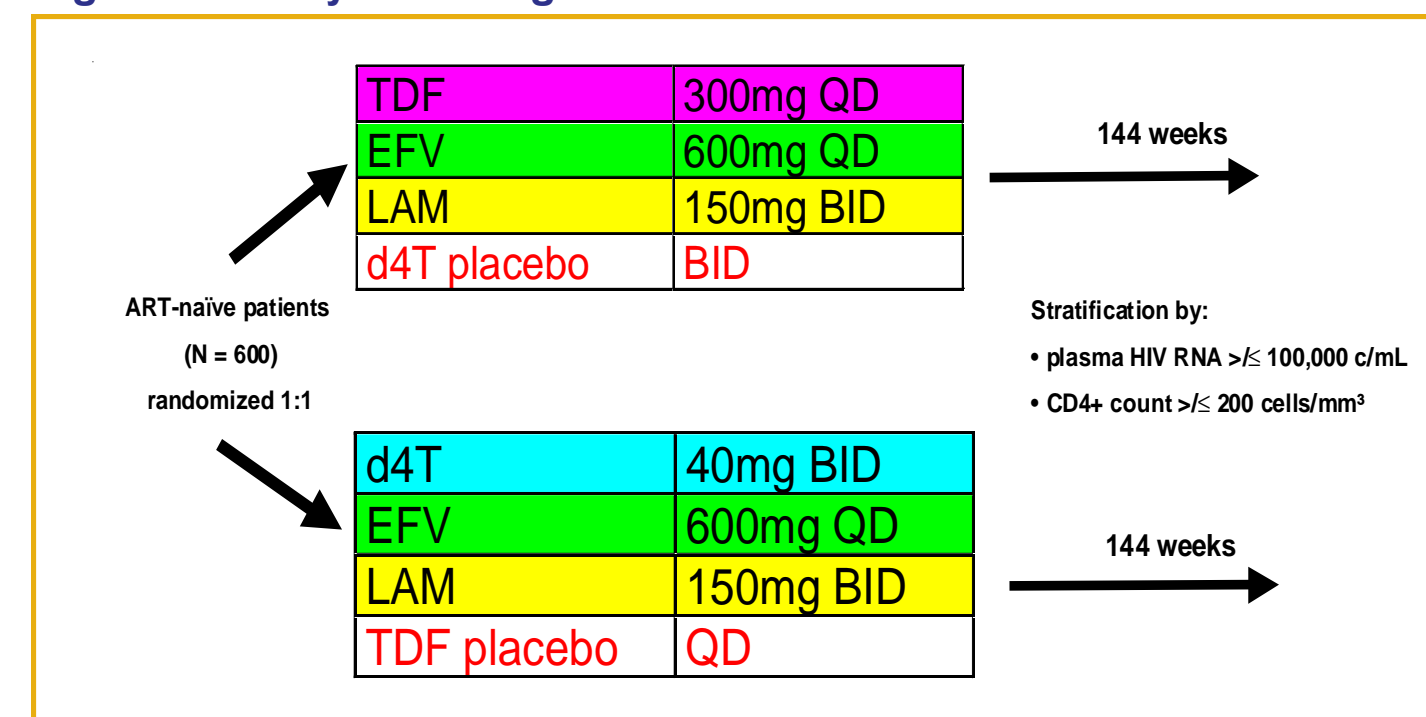 TDF 300mg QD
EFV 600mg QD
LAM 150mg BID
d4T placebo BID
144 weeks
ART-naïve patients
(N = 600)
randomized 1:1
Stratification by:
• plasma HIV RNA >/≤ 100,000 c/mL
• CD4+ count >/≤ 200 cells/mm³
d4T 40mg BID
EFV 600mg QD
LAM 150mg BID
TDF placebo QD
144 weeks